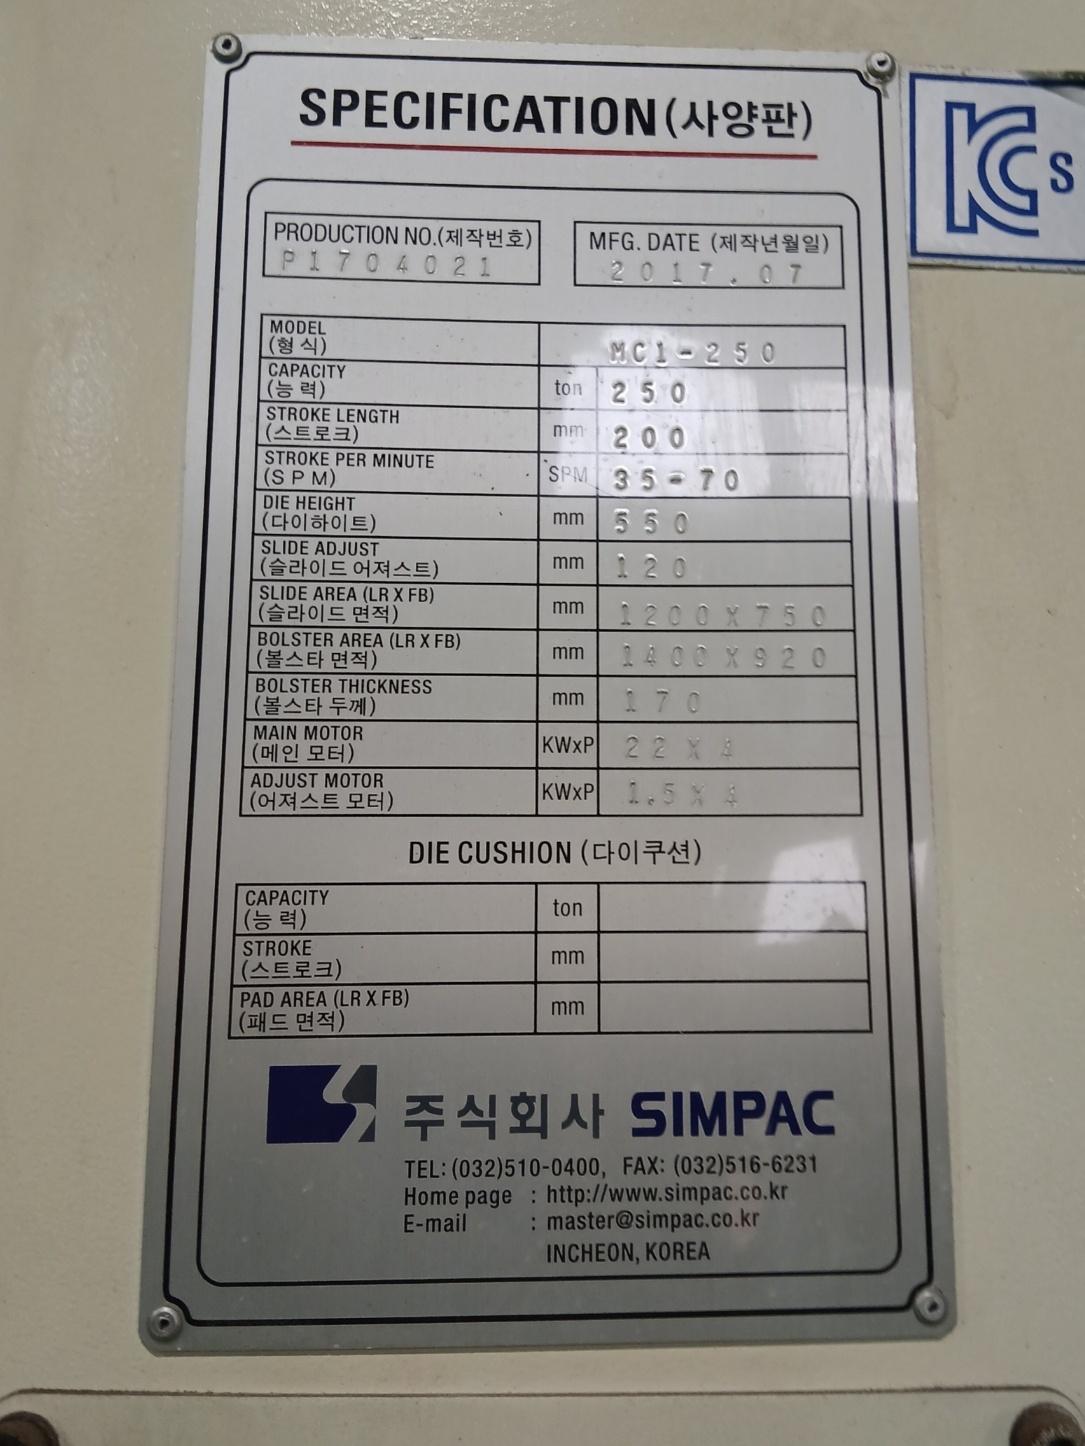 SPECIFICATION(사양판)
PRODUCTION NO.(제작번호)
P1704021
MFG. DATE (제작년월일)
2017.07
MODEL
(형 식)
MC1-250
CAPACITY
(능 력)
ton
250
STROKE LENGTH
(스트로크)
mm
200
STROKE PER MINUTE
(S P M)
SPM
35-70
DIE HEIGHT
(다이하이트)
mm
550
SLIDE ADJUST
(슬라이드 어져스트)
mm
120
SLIDE AREA (LR X FB)
(슬라이드 면적)
mm
1200X750
BOLSTER AREA (LR X FB)
(볼스타 면적)
mm
1400X920
BOLSTER THICKNESS
(볼스타 두께)
mm
170
MAIN MOTOR
(메인 모터)
KWxP
22X4
ADJUST MOTOR
(어져스트 모터)
KWxP
1.5X4
DIE CUSHION (다이쿠션)
CAPACITY
(능 력)
ton
STROKE
(스트로크)
mm
PAD AREA (LR X FB)
(패드 면적)
mm
주식회사 SIMPAC
TEL: (032)510-0400, FAX: (032)516-6231
Home page : http://www.simpac.co.kr
E-mail : master@simpac.co.kr
INCHEON, KOREA
KC S